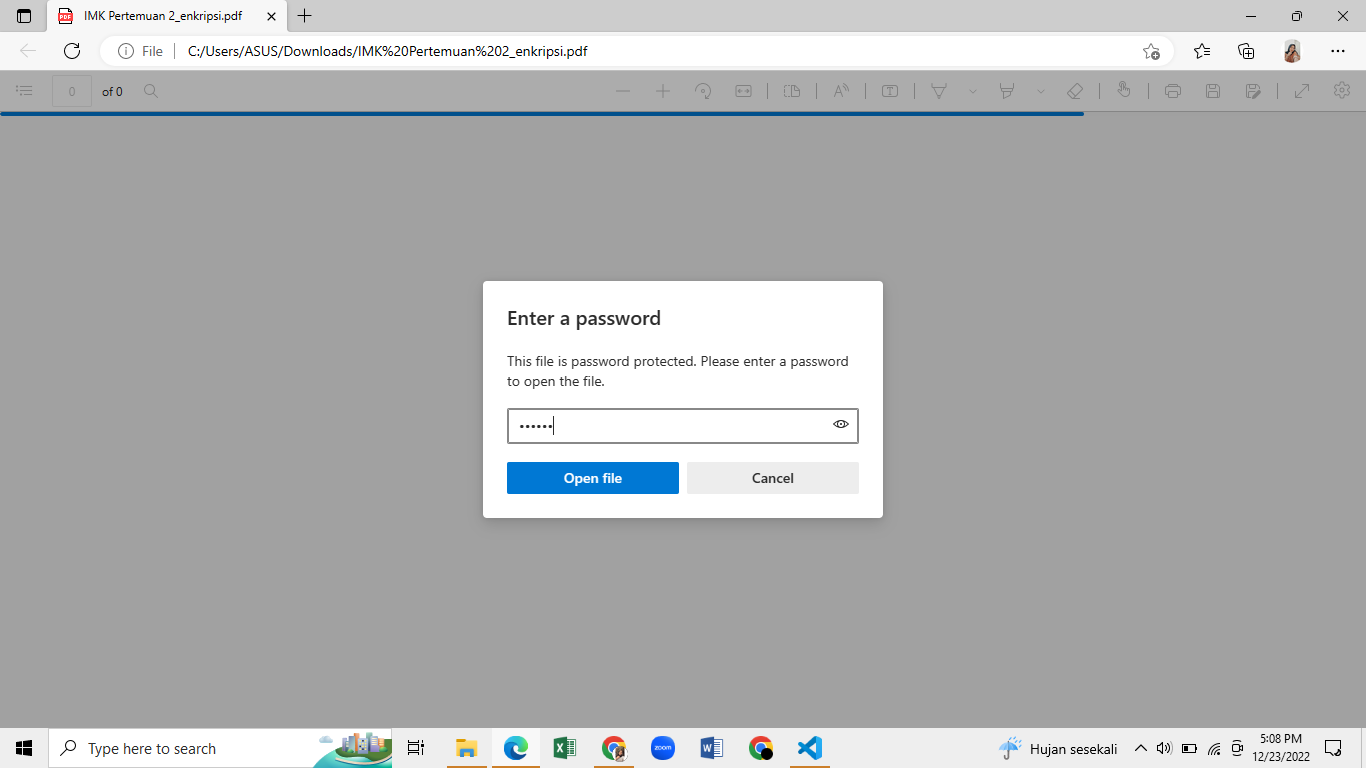 IMK Pertemuan 2_enkripsi.pdf
File
C:/Users/ASUS/Downloads/IMK%20Pertemuan%202_enkripsi.pdf
0
of 0
Enter a password
This file is password protected. Please enter a password
to open the file.
••••••
Open file
Cancel
Type here to search
zoom
Hujan sesekali
5:08 PM
12/23/2022